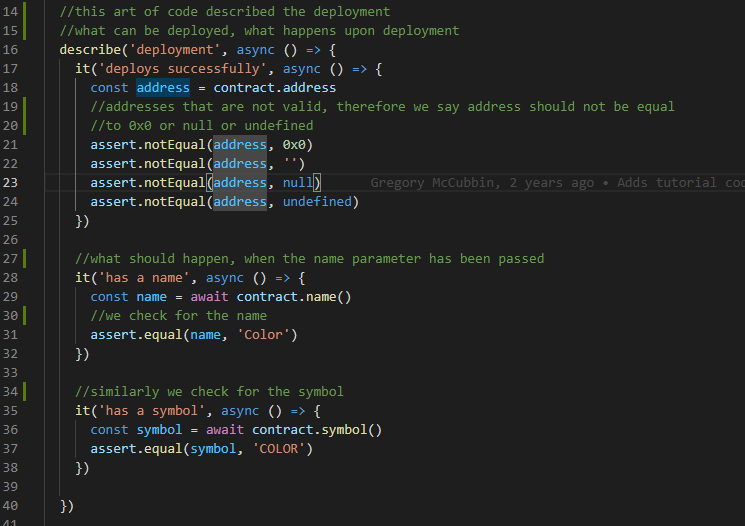 14 //this art of code described the deployment
15 //what can be deployed, what happens upon deployment
16 describe('deployment', async () => {
17 it('deploys successfully', async () => {
18 const address = contract.address
19 //addresses that are not valid, therefore we say address should not be equal
20 //to 0x0 or null or undefined
21 assert.notEqual(address, 0x0)
22 assert.notEqual(address, '')
23 assert.notEqual(address, null) Gregory McCubbin, 2 years ago • Adds tutorial
24 assert.notEqual(address, undefined)
25 })
26
27 //what should happen, when the name parameter has been passed
28 it('has a name', async () => {
29 const name = await contract.name()
30 //we check for the name
31 assert.equal(name, 'Color')
32 })
33
34 //similarly we check for the symbol
35 it('has a symbol', async () => {
36 const symbol = await contract.symbol()
37 assert.equal(symbol, 'COLOR')
38 })
39
40 })